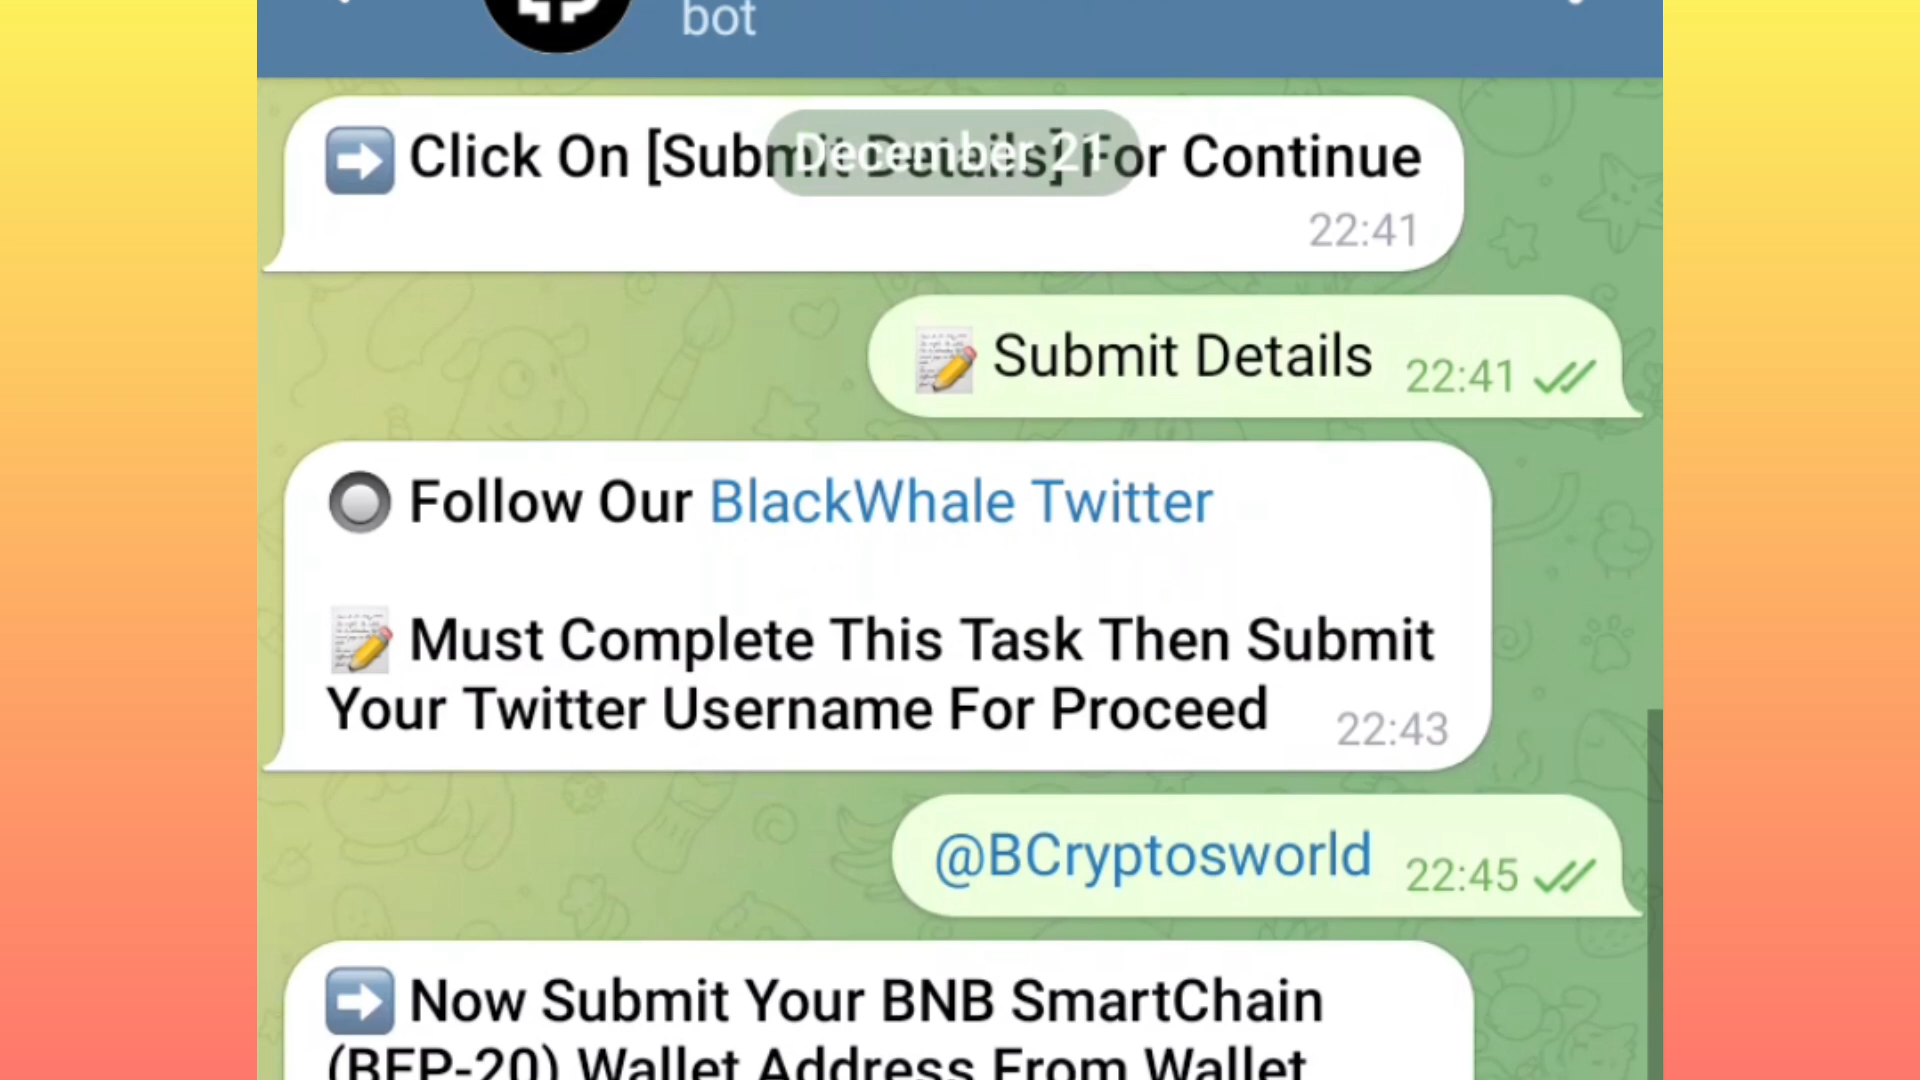 bot
Click On [Submit Details] For Continue
December 21
22:41
Submit Details 22:41
Follow Our BlackWhale Twitter
Must Complete This Task Then Submit
Your Twitter Username For Proceed 22:43
@BCryptosworld 22:45
Now Submit Your BNB SmartChain
(BEP-20) Wallet Address From Wallet